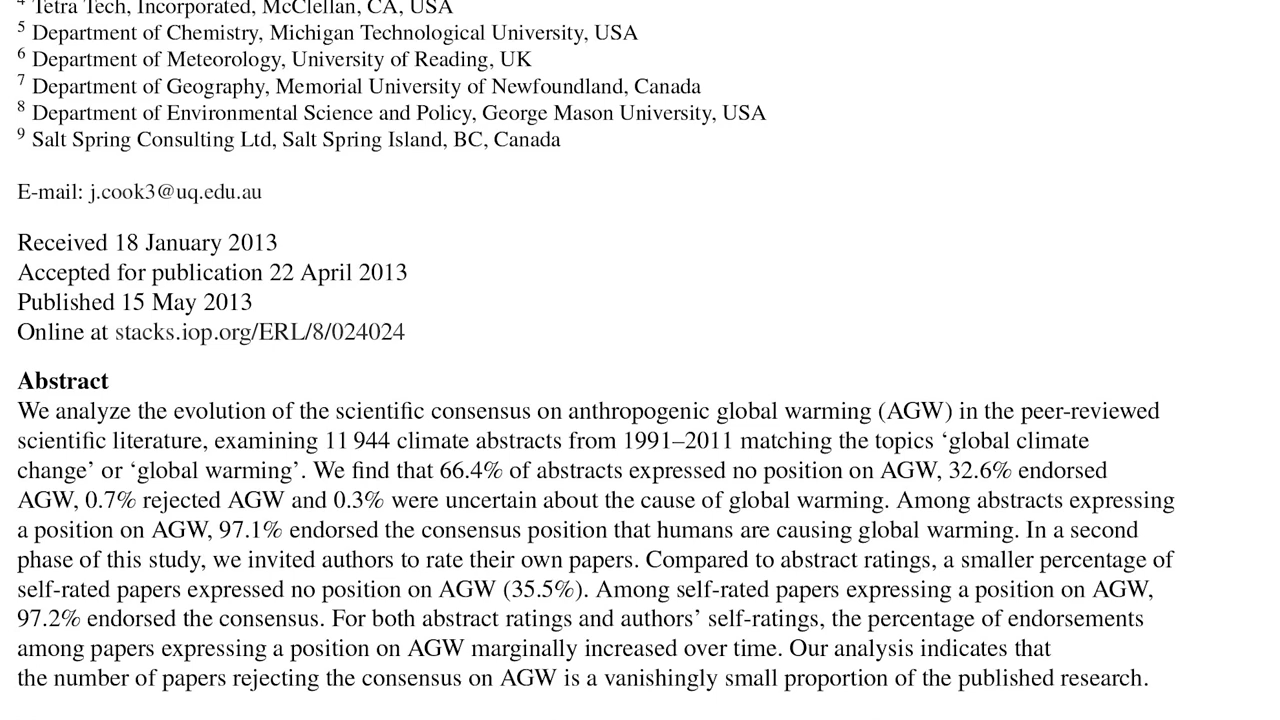 4 Tetra Tech, Incorporated, McClellan, CA, USA
5 Department of Chemistry, Michigan Technological University, USA
6 Department of Meteorology, University of Reading, UK
7 Department of Geography, Memorial University of Newfoundland, Canada
8 Department of Environmental Science and Policy, George Mason University, USA
9 Salt Spring Consulting Ltd, Salt Spring Island, BC, Canada
E-mail: j.cook3@uq.edu.au
Received 18 January 2013
Accepted for publication 22 April 2013
Published 15 May 2013
Online at stacks.iop.org/ERL/8/024024
Abstract
We analyze the evolution of the scientific consensus on anthropogenic global warming (AGW) in the peer-reviewed
scientific literature, examining 11 944 climate abstracts from 1991–2011 matching the topics ‘global climate
change’ or ‘global warming’. We find that 66.4% of abstracts expressed no position on AGW, 32.6% endorsed
AGW, 0.7% rejected AGW and 0.3% were uncertain about the cause of global warming. Among abstracts expressing
a position on AGW, 97.1% endorsed the consensus position that humans are causing global warming. In a second
phase of this study, we invited authors to rate their own papers. Compared to abstract ratings, a smaller percentage of
self-rated papers expressed no position on AGW (35.5%). Among self-rated papers expressing a position on AGW,
97.2% endorsed the consensus. For both abstract ratings and authors’ self-ratings, the percentage of endorsements
among papers expressing a position on AGW marginally increased over time. Our analysis indicates that
the number of papers rejecting the consensus on AGW is a vanishingly small proportion of the published research.